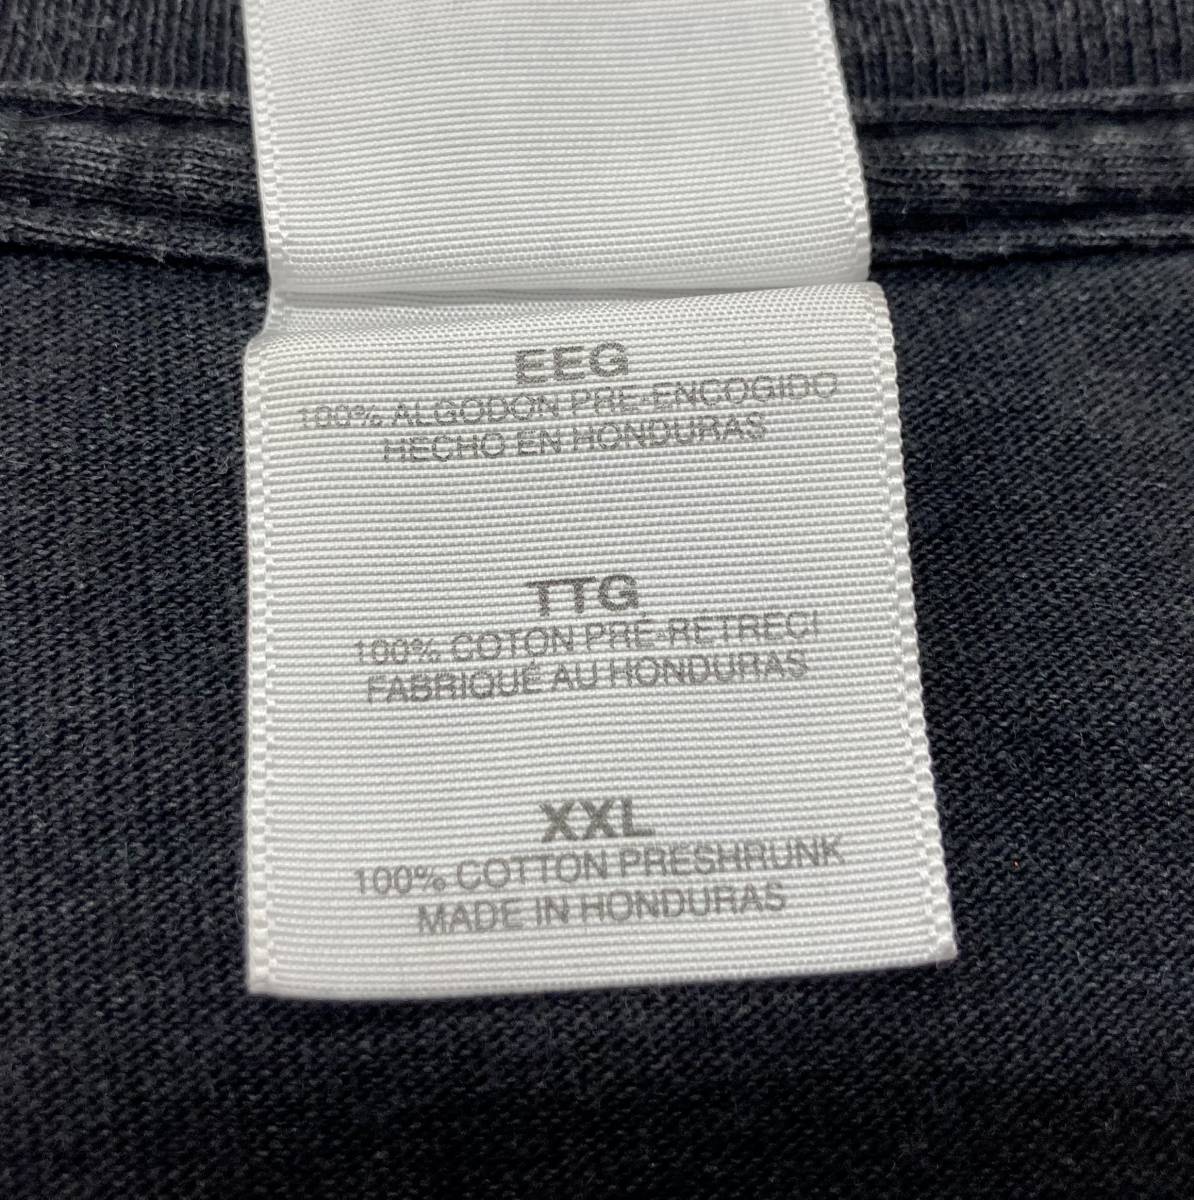 EEG
100% ALGODON PRE-ENCOGIDO
HECHO EN HONDURAS
TTG
100% COTON PRÉ-RÉTRECI
FABRIQUÉ AU HONDURAS
XXL
100% COTTON PRESHRUNK
MADE IN HONDURAS